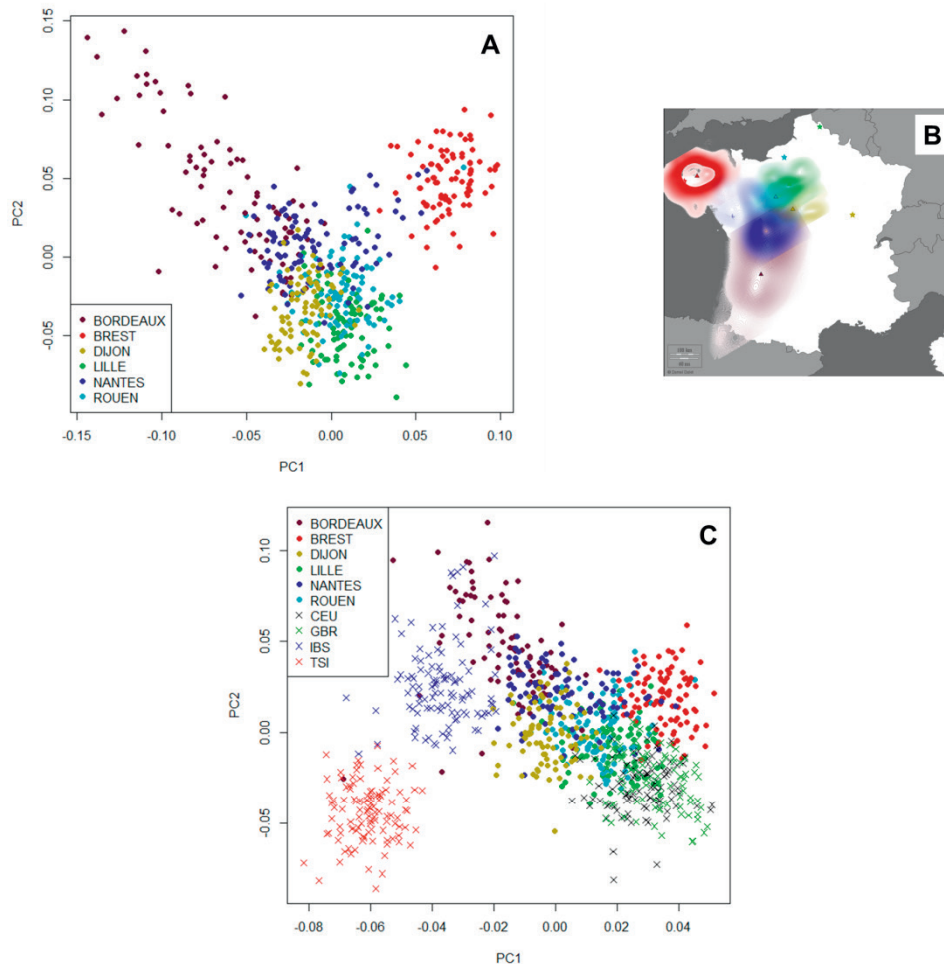 A
0.15
0.10
0.05
0.00
-0.05
PC2
BORDEAUX
BREST
DIJON
LILLE
NANTES
ROUEN
-0.15
-0.10
-0.05
0.00
0.05
0.10
PC1
B
C
0.10
0.05
0.00
-0.05
PC2
BORDEAUX
BREST
DIJON
LILLE
NANTES
ROUEN
CEU
GBR
IBS
TSI
-0.08
-0.06
-0.04
-0.02
0.00
0.02
0.04
PC1